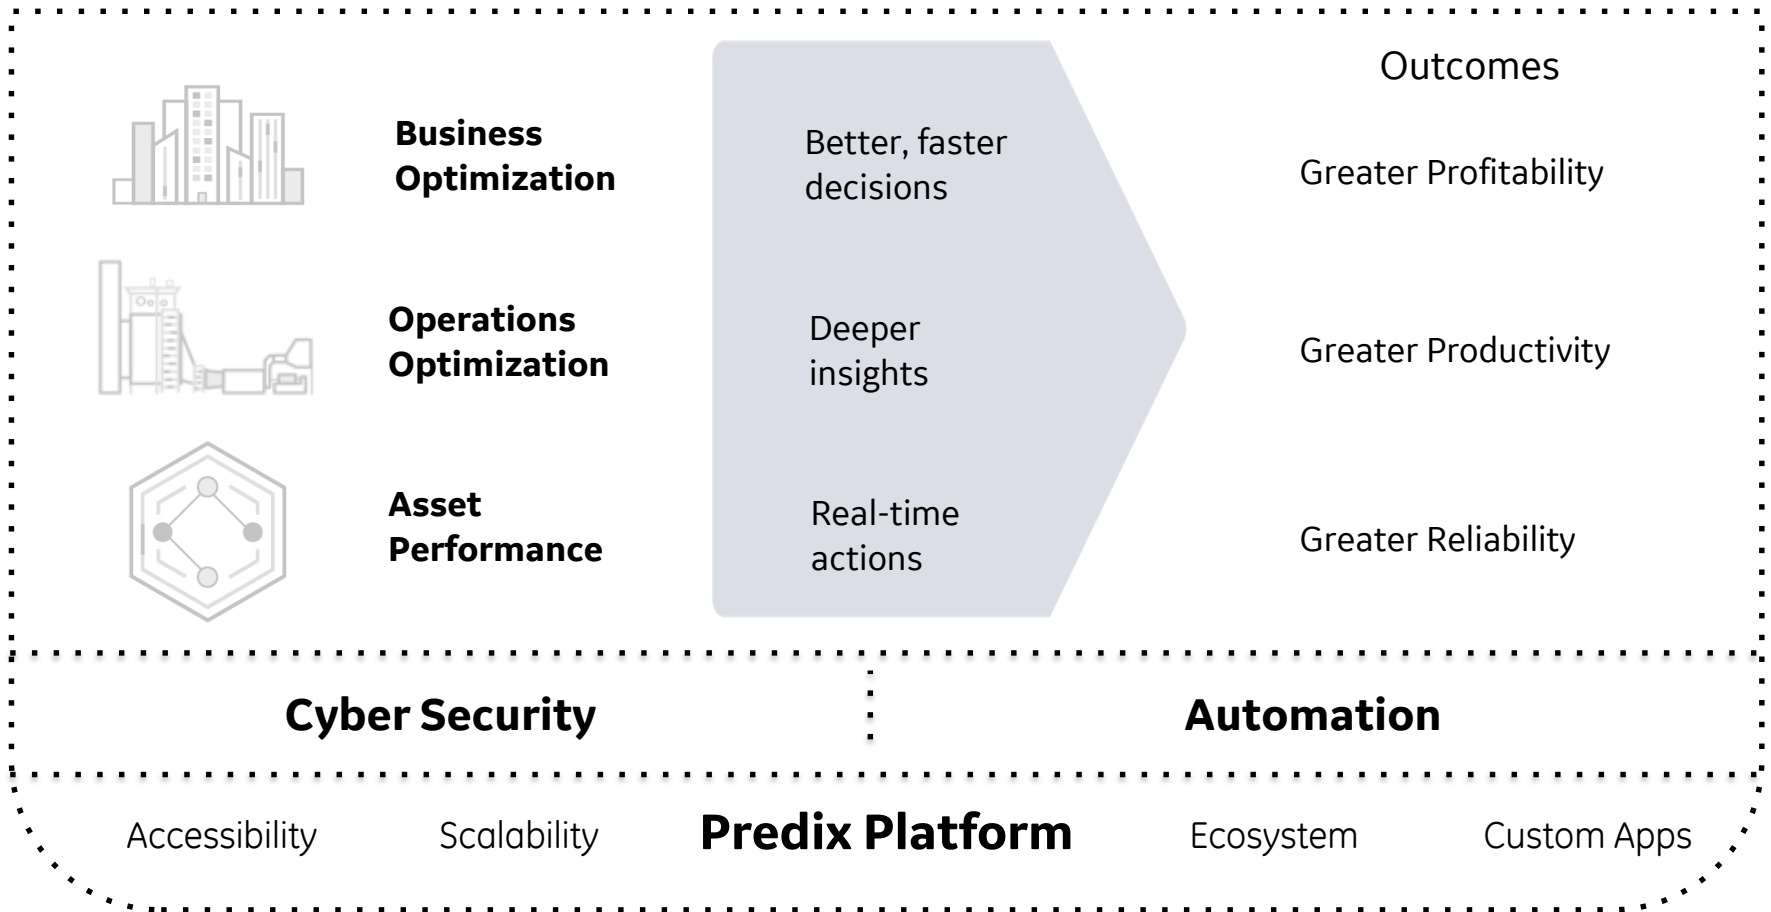 Outcomes
Business
Optimization
Better, faster
decisions
Greater Profitability
Operations
Optimization
Deeper
insights
Greater Productivity
Asset
Performance
Real-time
actions
Greater Reliability
Cyber Security
Automation
Accessibility
Scalability
Predix Platform
Ecosystem
Custom Apps